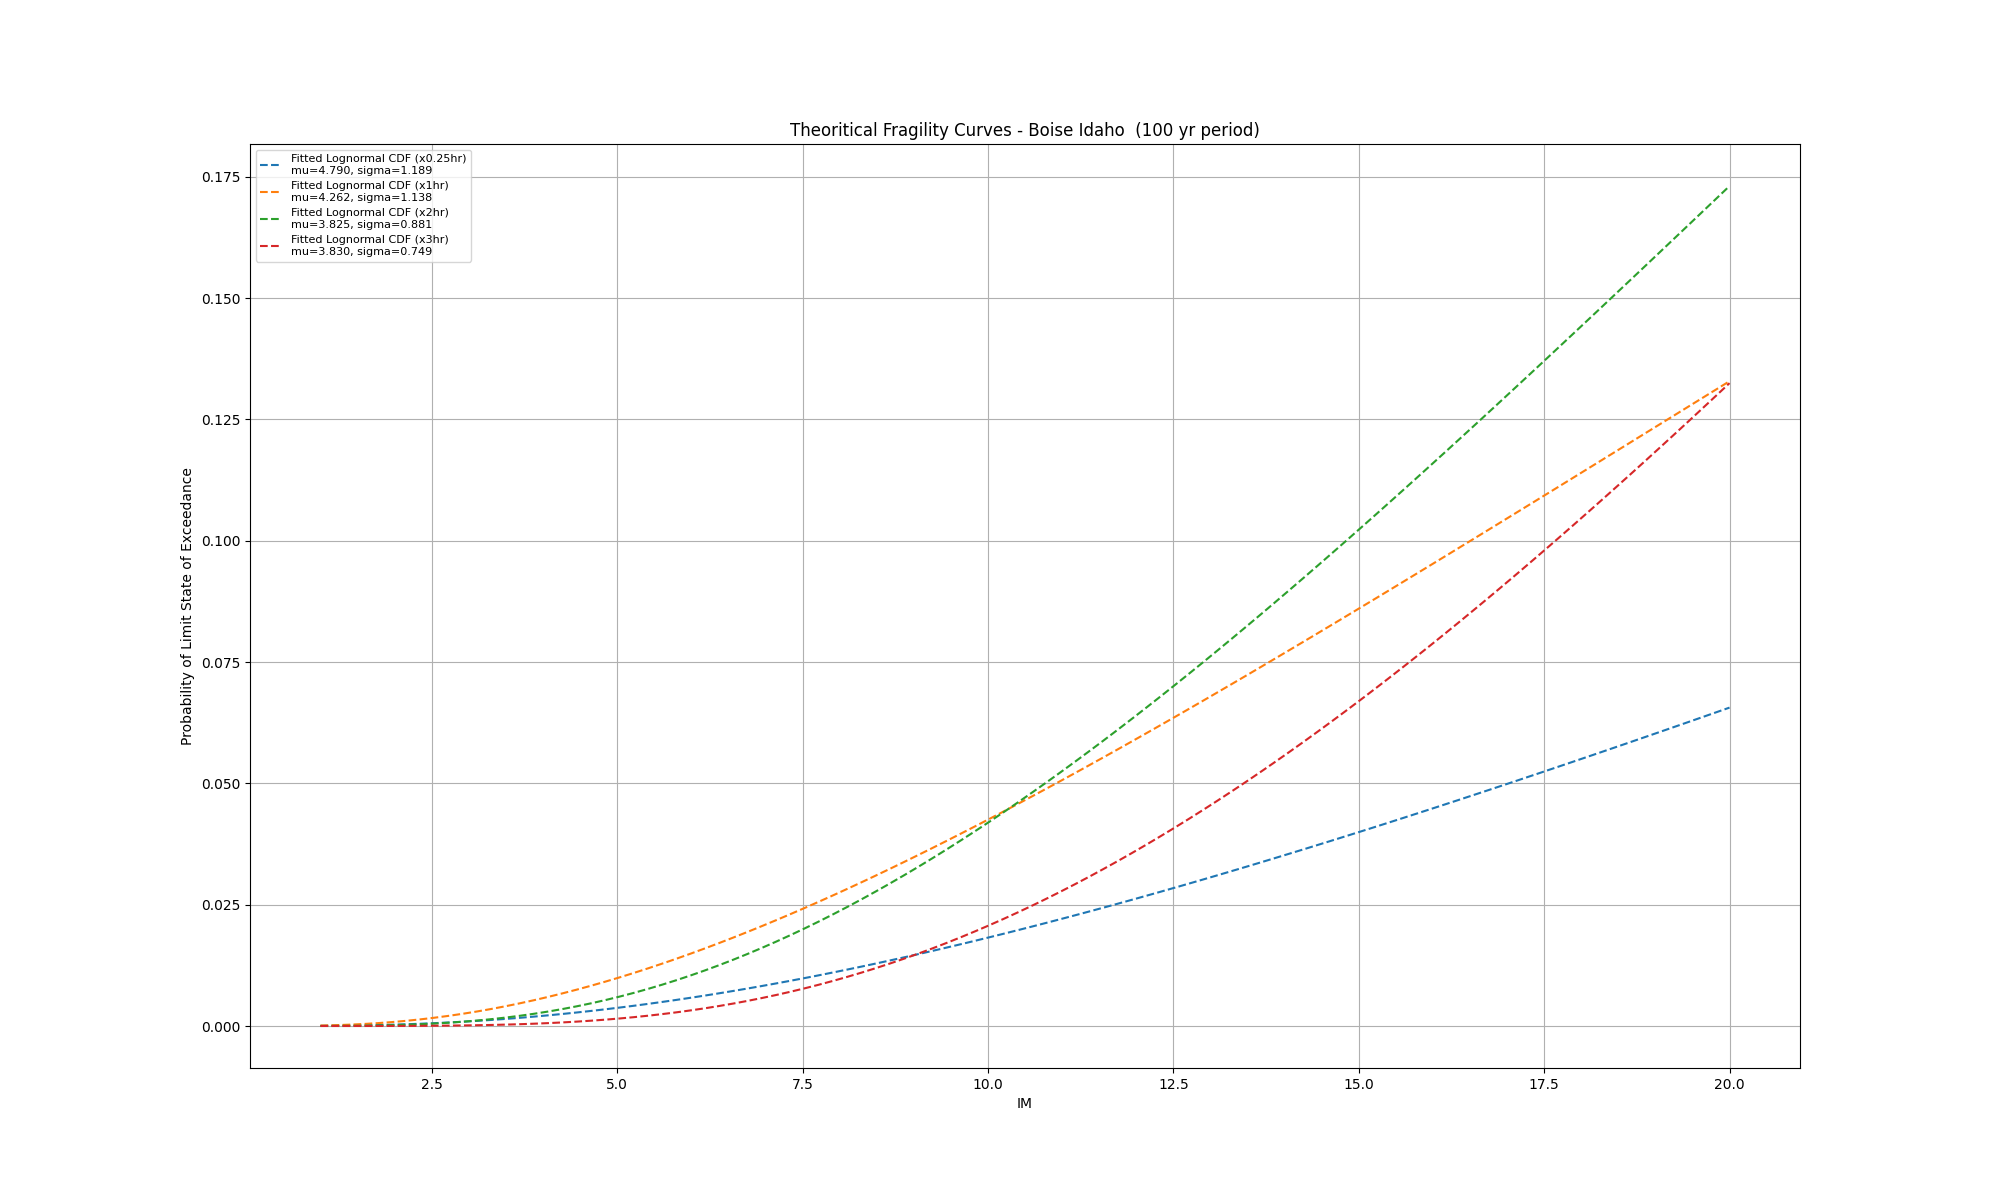 Theoritical Fragility Curves - Boise Idaho  (100 yr period)
Fitted Lognormal CDF (x0.25hr)
mu=4.790, sigma=1.189
Fitted Lognormal CDF (x1hr)
mu=4.262, sigma=1.138
Fitted Lognormal CDF (x2hr)
mu=3.825, sigma=0.881
Fitted Lognormal CDF (x3hr)
mu=3.830, sigma=0.749
Probability of Limit State of Exceedance
0.175
0.150
0.125
0.100
0.075
0.050
0.025
0.000
2.5 5.0 7.5 10.0 12.5 15.0 17.5 20.0
IM